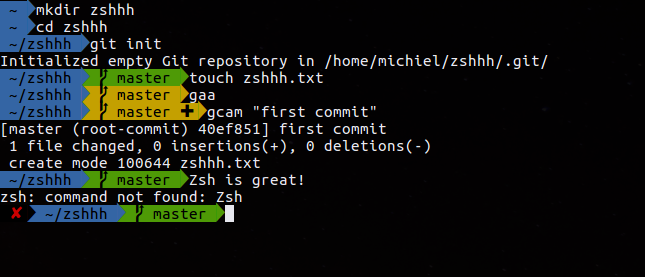 ~ mkdir zshhh
~ cd zshhh
~/zshhh git init
Initialized empty Git repository in /home/michiel/zshhh/.git/
~/zshhh master touch zshhh.txt
~/zshhh master gaa
~/zshhh master ✚ gcam "first commit"
[master (root-commit) 40ef851] first commit
1 file changed, 0 insertions(+), 0 deletions(-)
create mode 100644 zshhh.txt
~/zshhh master Zsh is great!
zsh: command not found: Zsh
✘ ~/zshhh master